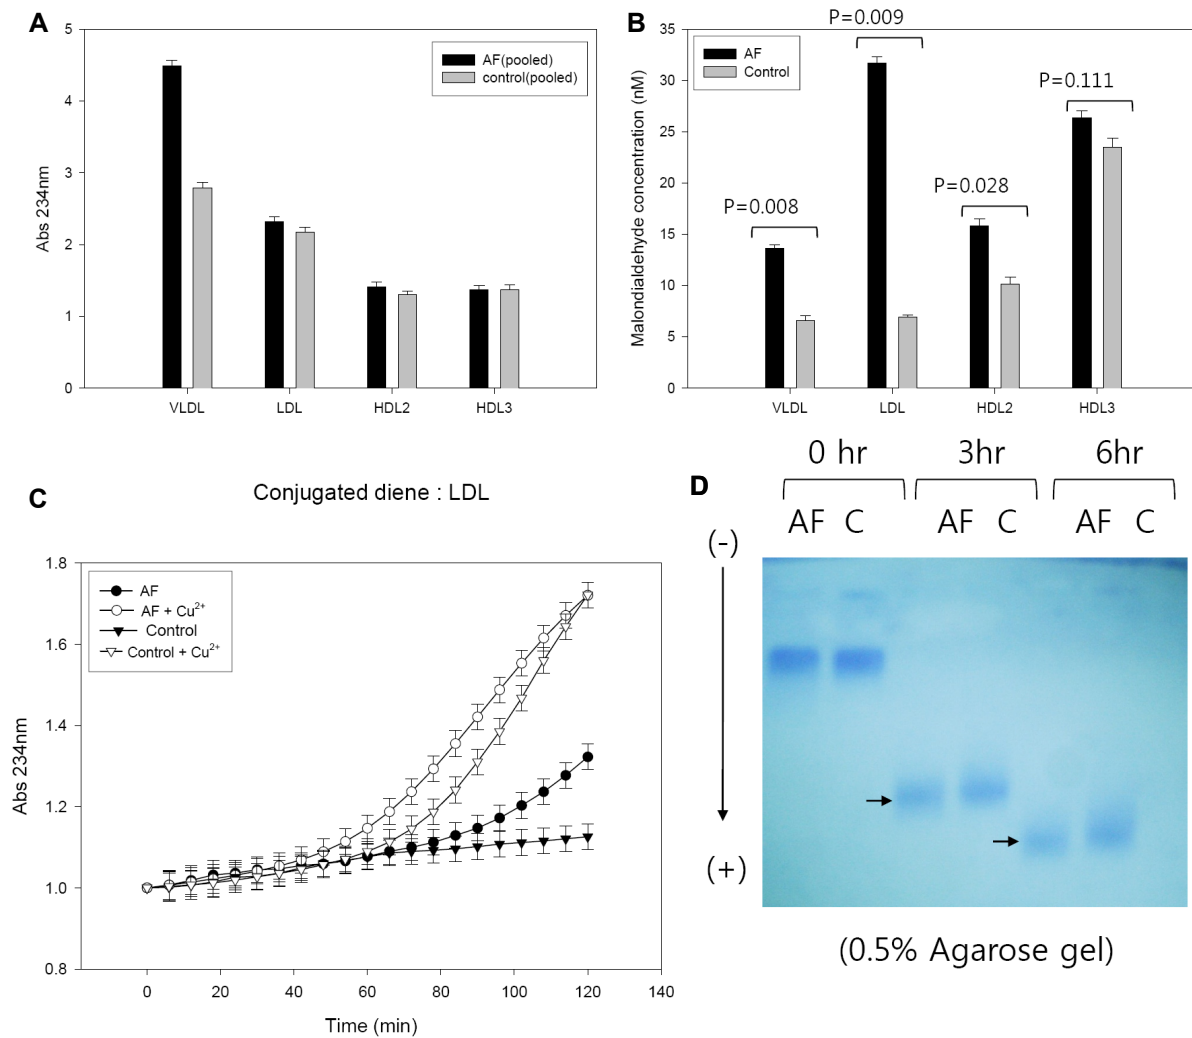 A
5
4
3
2
1
0
Abs 234nm
AF(pooled)
control(pooled)
VLDL
LDL
HDL2
HDL3
B
35
30
25
20
15
10
5
0
Malondialdehyde concentration (nM)
AF
Control
P=0.008
P=0.009
P=0.028
P=0.111
VLDL
LDL
HDL2
HDL3
C
Conjugated diene : LDL
1.8
1.6
1.4
1.2
1.0
0.8
Abs 234nm
AF
AF + Cu²⁺
Control
Control + Cu²⁺
0
20
40
60
80
100
120
140
Time (min)
D
0 hr 3hr 6hr
AF C AF C AF C
(-)
(+)
(0.5% Agarose gel)